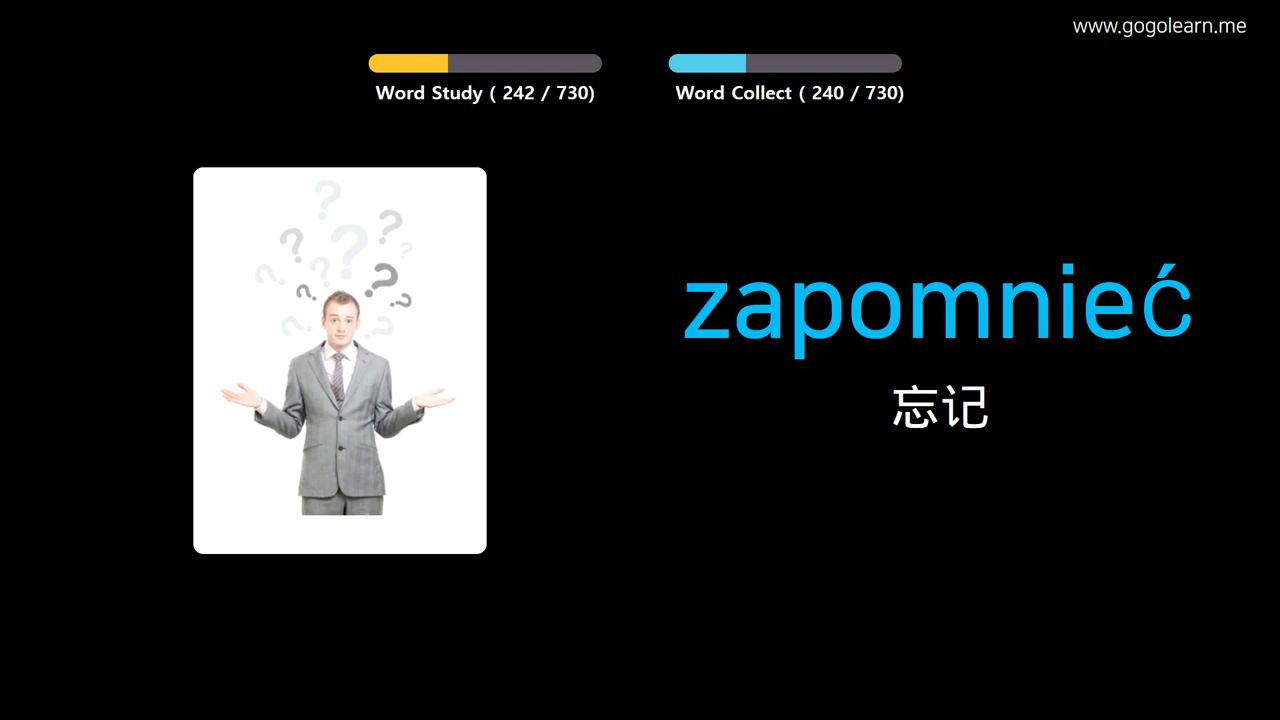 www.gogolearn.me
Word Study ( 242 / 730)
Word Collect ( 240 / 730)
zapomnieć
忘记